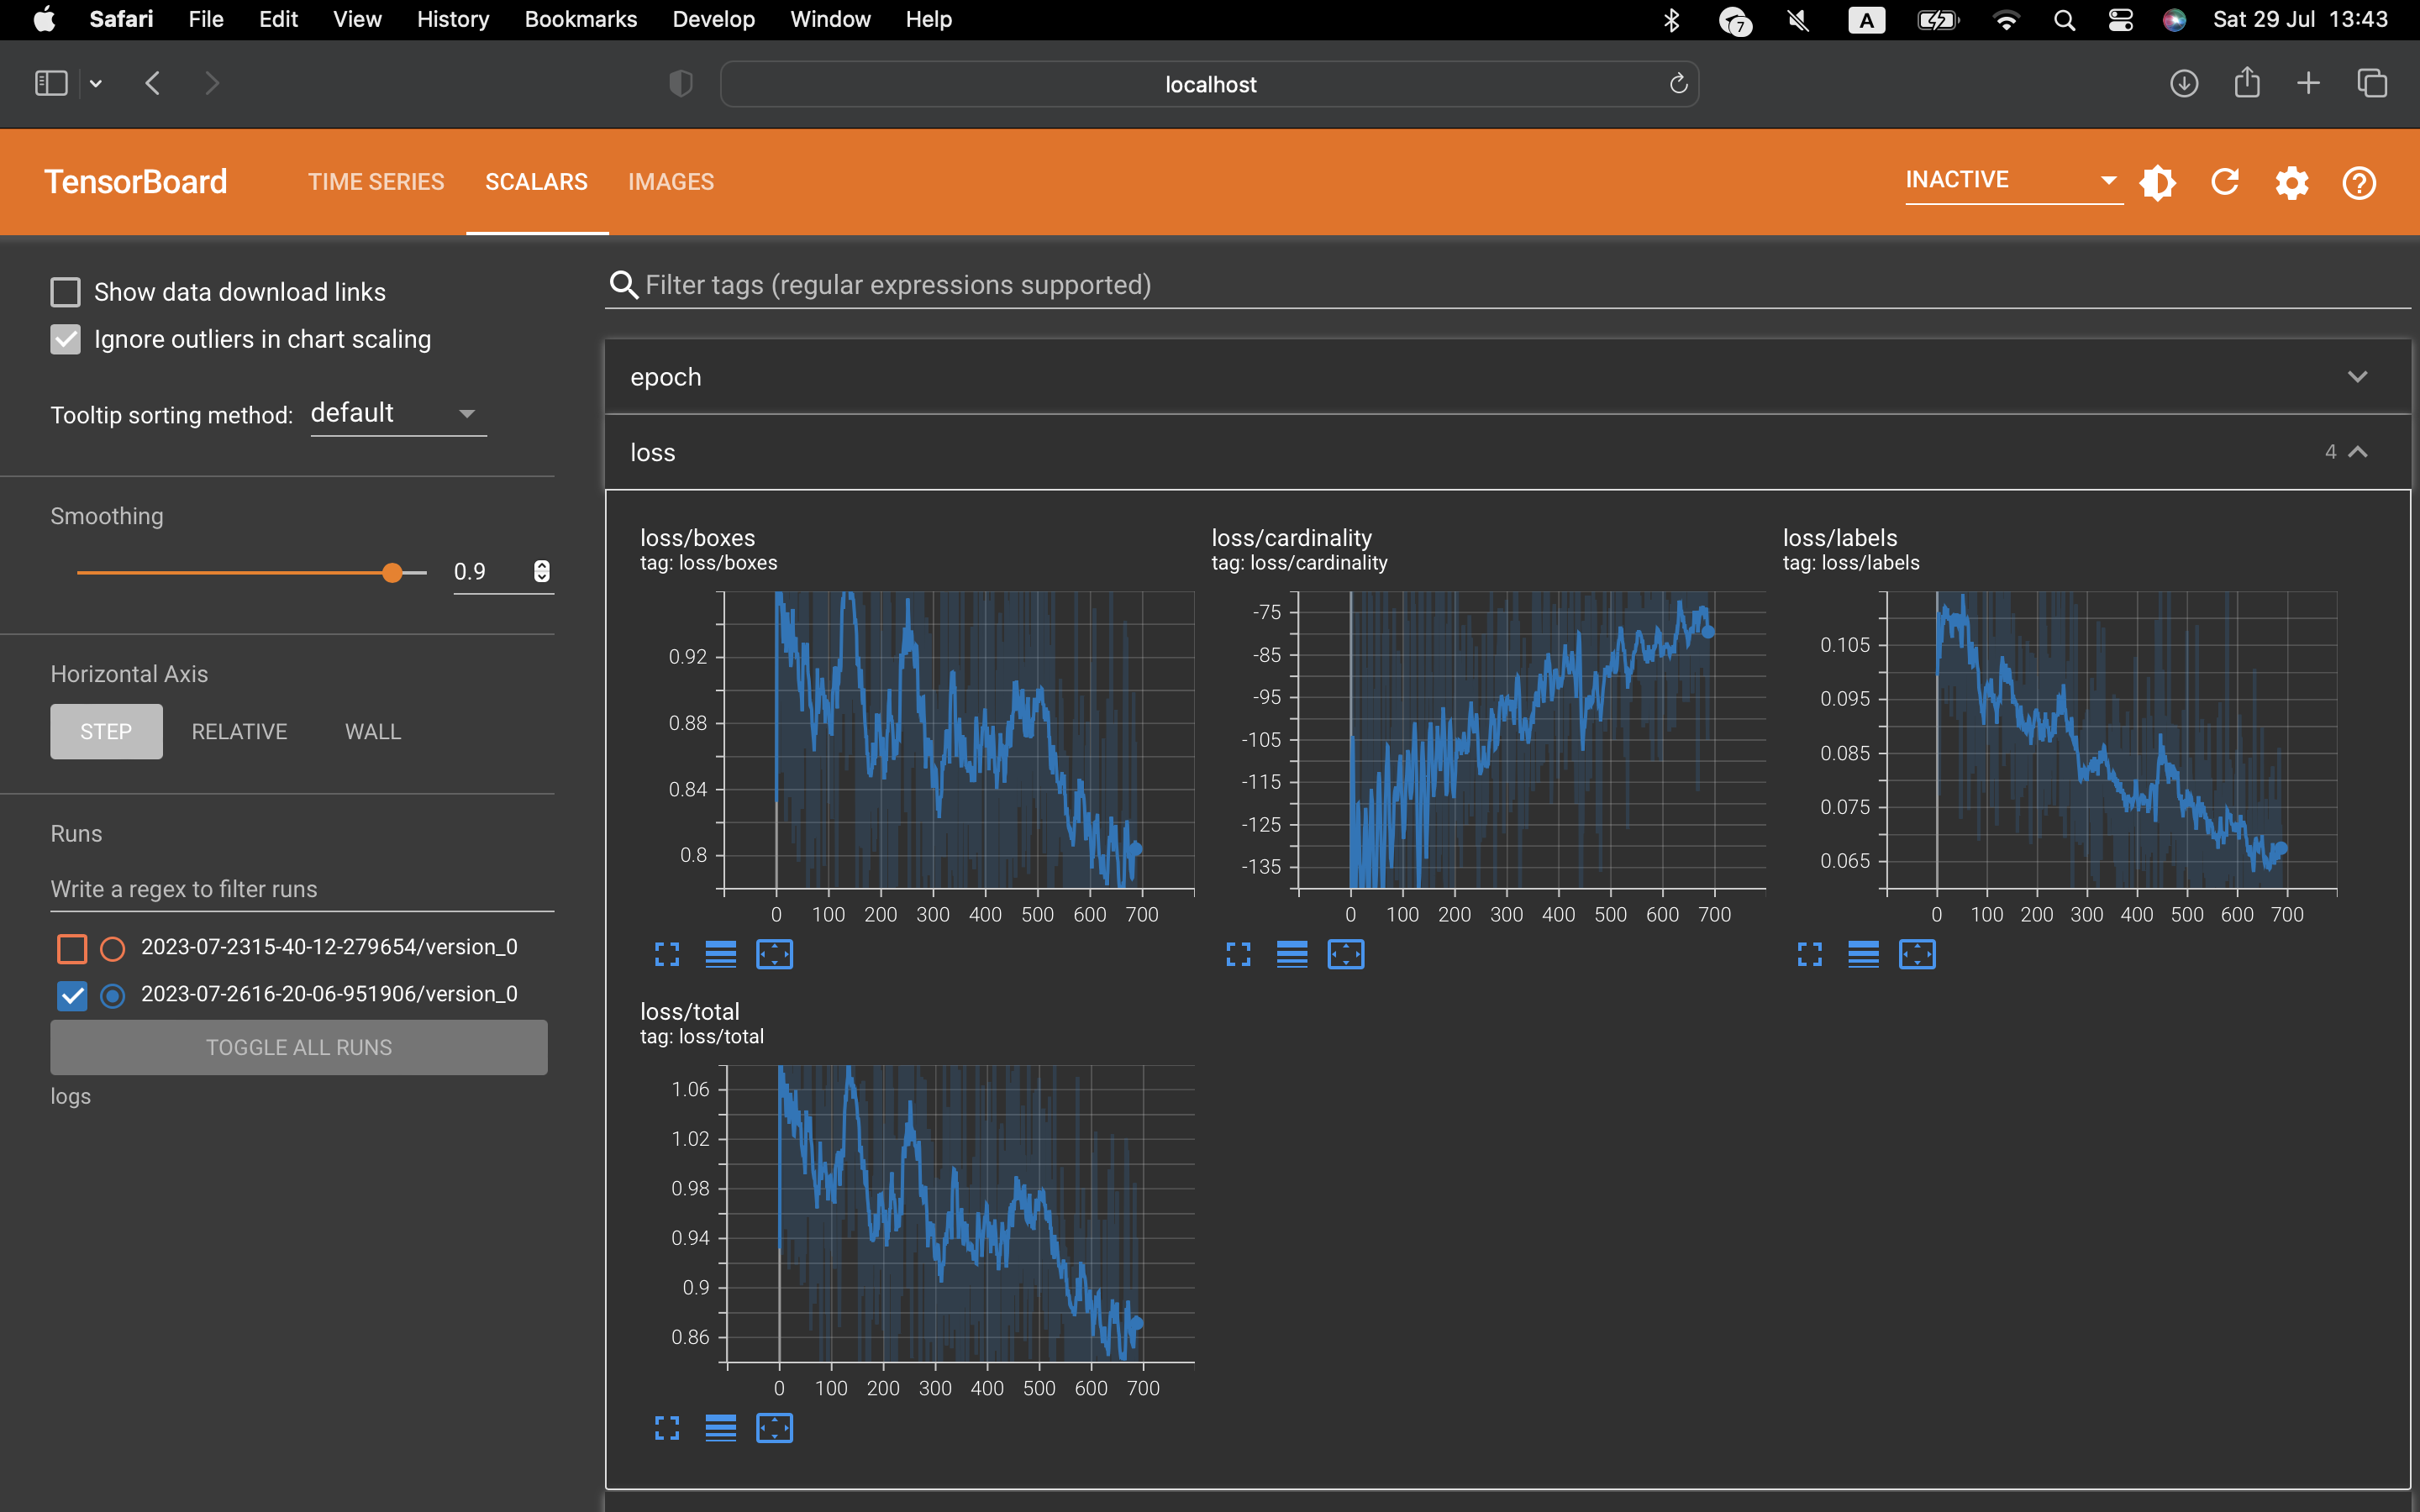 Safari File Edit View History Bookmarks Develop Window Help 7 A Sat 29 Jul 13:43
localhost
TensorBoard TIME SERIES SCALARS IMAGES INACTIVE
Show data download links
Ignore outliers in chart scaling
Tooltip sorting method: default
Smoothing
0.9
Horizontal Axis
STEP RELATIVE WALL
Runs
Write a regex to filter runs
2023-07-2315-40-12-279654/version_0
2023-07-2616-20-06-951906/version_0
TOGGLE ALL RUNS
logs
Filter tags (regular expressions supported)
epoch
loss 4
loss/boxes
tag: loss/boxes
0.92
0.88
0.84
0.8
0 100 200 300 400 500 600 700
loss/cardinality
tag: loss/cardinality
-75
-85
-95
-105
-115
-125
-135
0 100 200 300 400 500 600 700
loss/labels
tag: loss/labels
0.105
0.095
0.085
0.075
0.065
0 100 200 300 400 500 600 700
loss/total
tag: loss/total
1.06
1.02
0.98
0.94
0.9
0.86
0 100 200 300 400 500 600 700